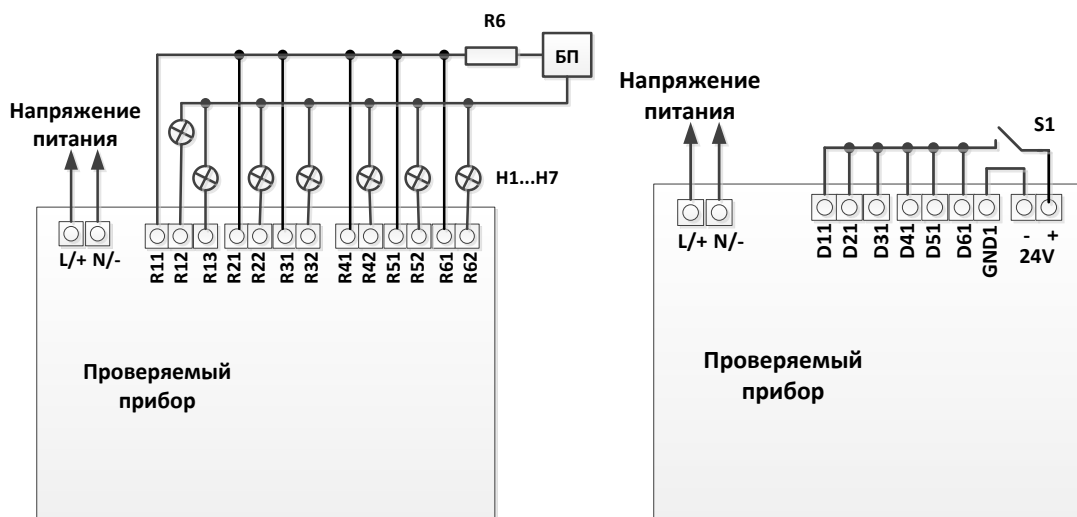 R6
БП
Напряжение
питания
H1...H7
L/+ N/-
R11
R12
R13
R21
R22
R31
R32
R41
R42
R51
R52
R61
R62
Проверяемый
прибор
Напряжение
питания
S1
L/+ N/-
D11
D21
D31
D41
D51
D61
GND1
- +
24V
Проверяемый
прибор